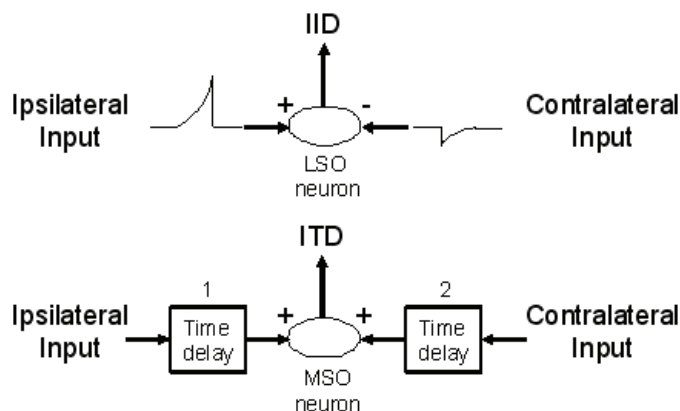 IID
Ipsilateral
Input
+
-
Contralateral
Input
LSO
neuron
ITD
Ipsilateral
Input
1
Time
delay
+
+
2
Time
delay
Contralateral
Input
MSO
neuron